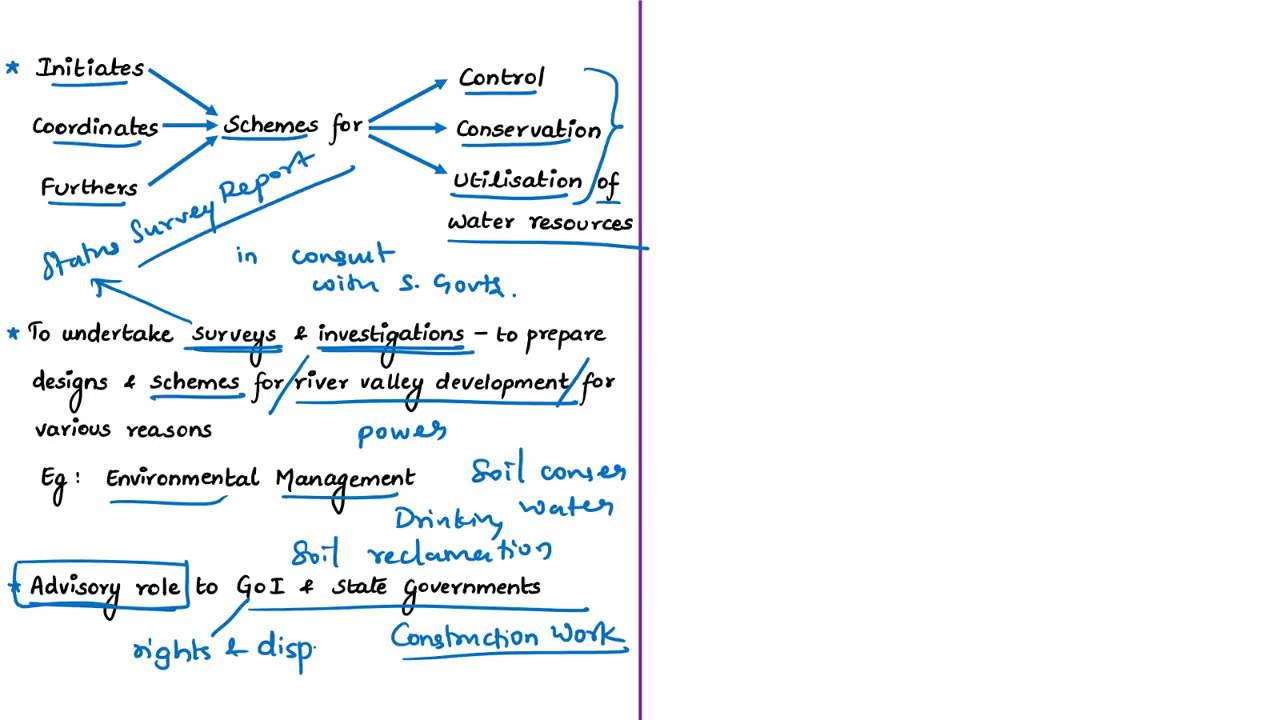 * Initiates
Coordinates
Furthers
Schemes for
Control
Conservation
Utilisation of
water resources
Status Survey Report
in consult
with S. Govts.
* To undertake surveys & investigations – to prepare
designs & schemes for river valley development for
various reasons
power
Eg : Environmental Management
Soil conser
Drinking water
Soil reclamation
* Advisory role to GoI & State Governments
rights & disp
Construction Work